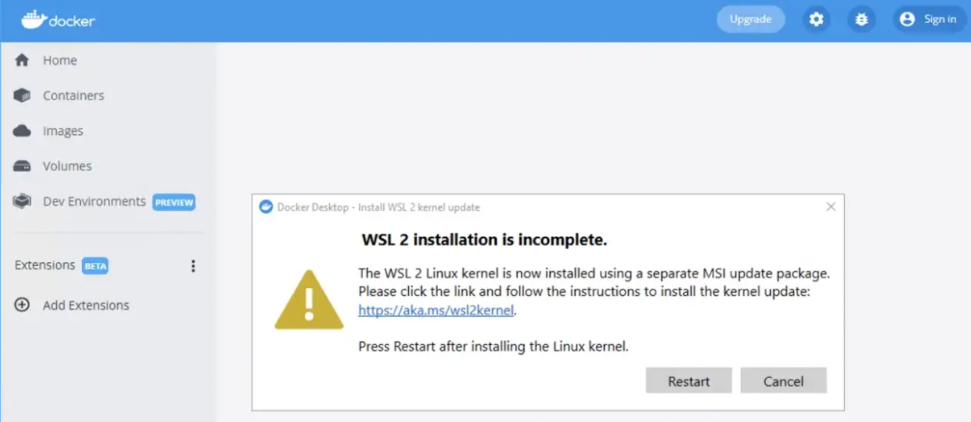 docker
Upgrade
Sign in
Home
Containers
Images
Volumes
Dev Environments PREVIEW
Extensions BETA
Add Extensions
Docker Desktop - Install WSL 2 kernel update
WSL 2 installation is incomplete.
The WSL 2 Linux kernel is now installed using a separate MSI update package.
Please click the link and follow the instructions to install the kernel update:
https://aka.ms/wsl2kernel.
Press Restart after installing the Linux kernel.
Restart Cancel